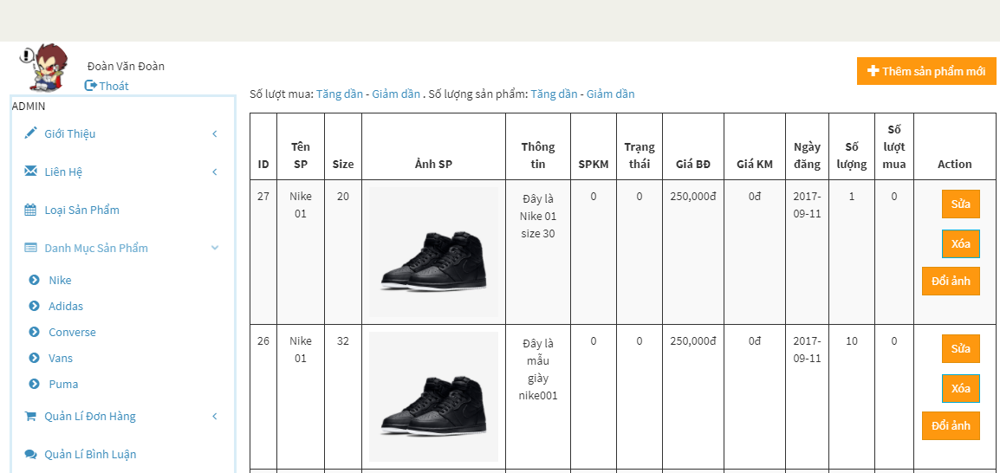 Đoàn Văn Đoàn
Thoát
ADMIN
Giới Thiệu
Liên Hệ
Loại Sản Phẩm
Danh Mục Sản Phẩm
Nike
Adidas
Converse
Vans
Puma
Quản Lí Đơn Hàng
Quản Lí Bình Luận
Thêm sản phẩm mới
Số lượt mua: Tăng dần - Giảm dần . Số lượng sản phẩm: Tăng dần - Giảm dần
ID
Tên
SP
Size
Ảnh SP
Thông
tin
SPKM
Trạng
thái
Giá BĐ
Giá KM
Ngày
đăng
Số
lượng
Số
lượt
mua
Action
27
Nike
01
20
Đây là
Nike 01
size 30
0
0
250,000đ
0đ
2017-
09-11
1
0
Sửa
Xóa
Đổi ảnh
26
Nike
01
32
Đây là
mẫu
giày
nike001
0
0
250,000đ
0đ
2017-
09-11
10
0
Sửa
Xóa
Đổi ảnh